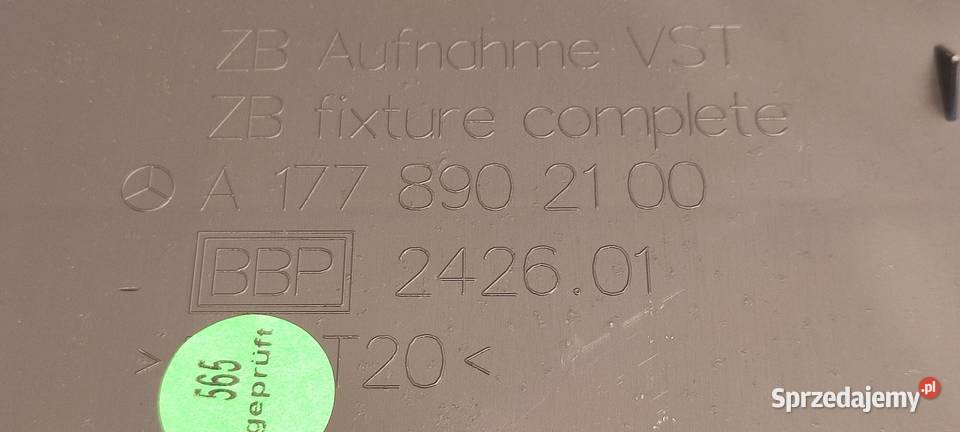 ZB Aufnahme VST
ZB fixture complete
A 177 890 21 00
BBP 2426.01
> T20 <
565
geprüft
Sprzedajemy.pl